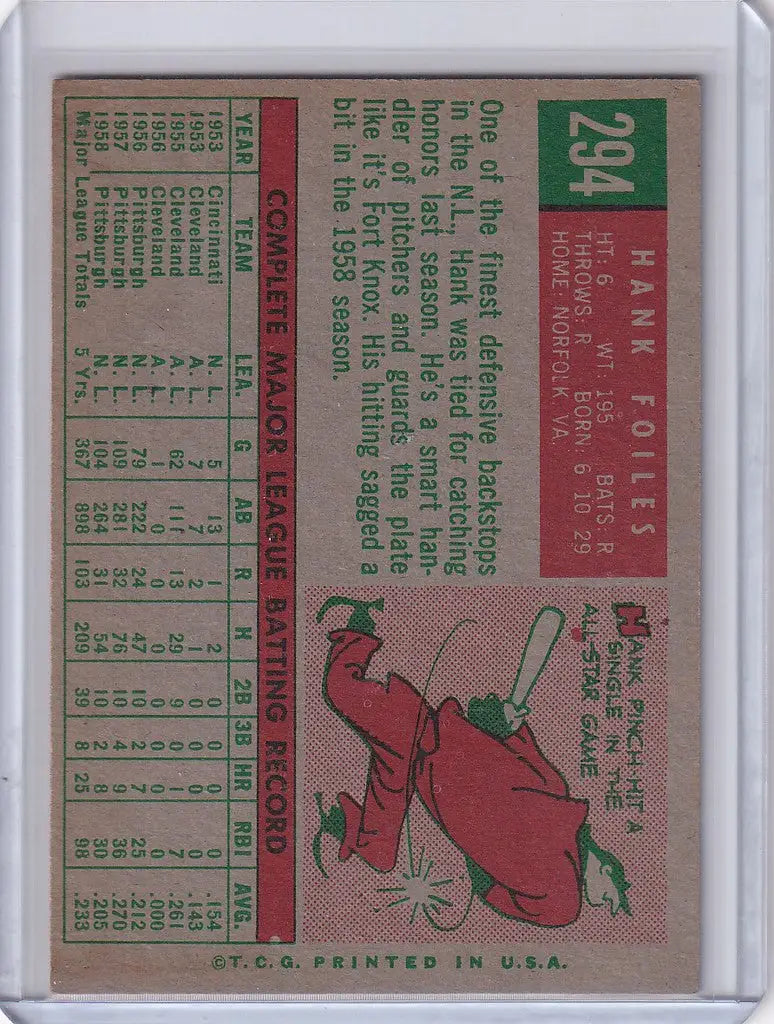 294
HANK FOILES
HT: 6 WT: 195 BATS: R
THROWS: R BORN: 6 10 29
HOME: NORFOLK VA.
One of the finest defensive backstops
in the N.L., Hank was tied for catching
honors last season. He's a smart han-
dler of pitchers and guards the plate
like it's Fort Knox. His hitting sagged a
bit in the 1958 season.
HANK PINCH-HIT A
SINGLE IN THE
ALL-STAR GAME
COMPLETE MAJOR LEAGUE BATTING RECORD
YEAR TEAM LEA G AB R H 2B 3B HR RBI AVG.
1953 Cincinnati N. L. 5 13 1 2 0 0 0 0 .154
1953 Cleveland A. L. 7 7 2 1 0 0 0 0 .143
1955 Cleveland A. L. 62 111 13 29 9 0 1 7 .261
1956 Cleveland A. L. 1 0 0 0 0 0 0 0 .000
1956 Pittsburgh N. L. 79 222 24 47 10 2 7 25 .212
1957 Pittsburgh N. L. 109 281 32 76 10 4 9 36 .270
1958 Pittsburgh N. L. 104 264 31 54 10 2 8 30 .205
Major League Totals 5 Yrs. 367 898 103 209 39 8 25 98 .233
©T.C.G. PRINTED IN U.S.A.